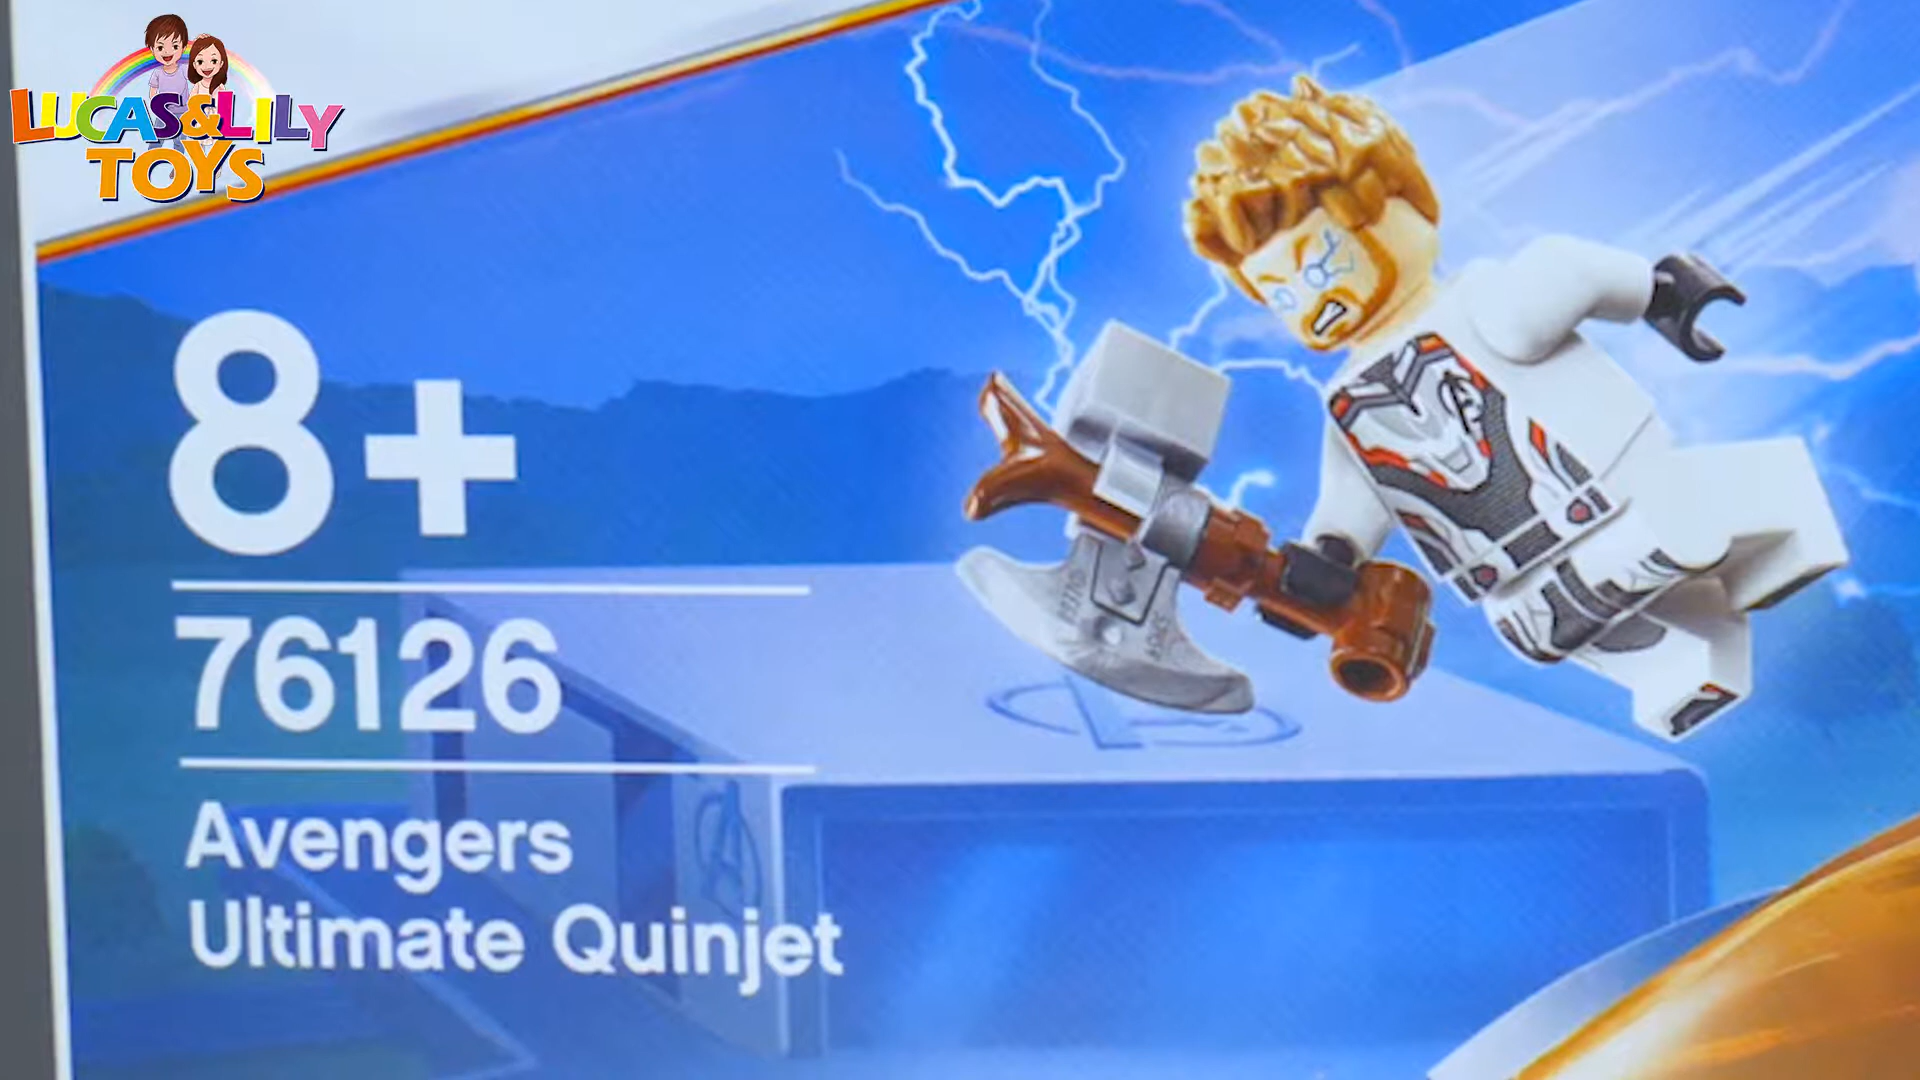 LUCAS&LILY
TOYS
8+
76126
Avengers
Ultimate Quinjet